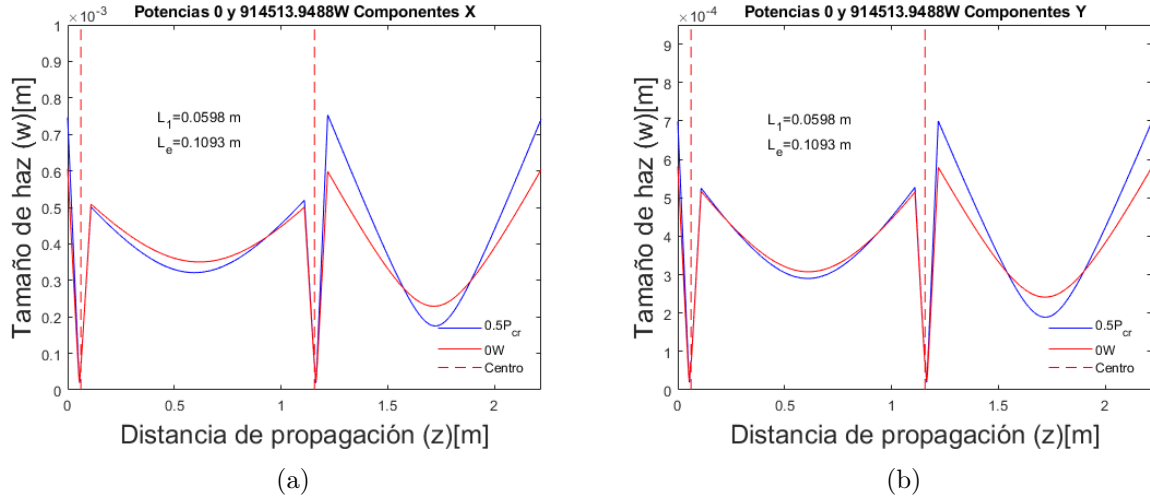 Potencias 0 y 914513.9488W Componentes X
×10⁻³
1
0.9
0.8
0.7
0.6
0.5
0.4
0.3
0.2
0.1
0
Tamaño de haz (w)[m]
L₁=0.0598 m
Lₑ=0.1093 m
0.5P_cr
0W
Centro
0 0.5 1 1.5 2
Distancia de propagación (z)[m]
(a)
Potencias 0 y 914513.9488W Componentes Y
×10⁻⁴
9
8
7
6
5
4
3
2
1
0
Tamaño de haz (w)[m]
L₁=0.0598 m
Lₑ=0.1093 m
0.5P_cr
0W
Centro
0 0.5 1 1.5 2
Distancia de propagación (z)[m]
(b)